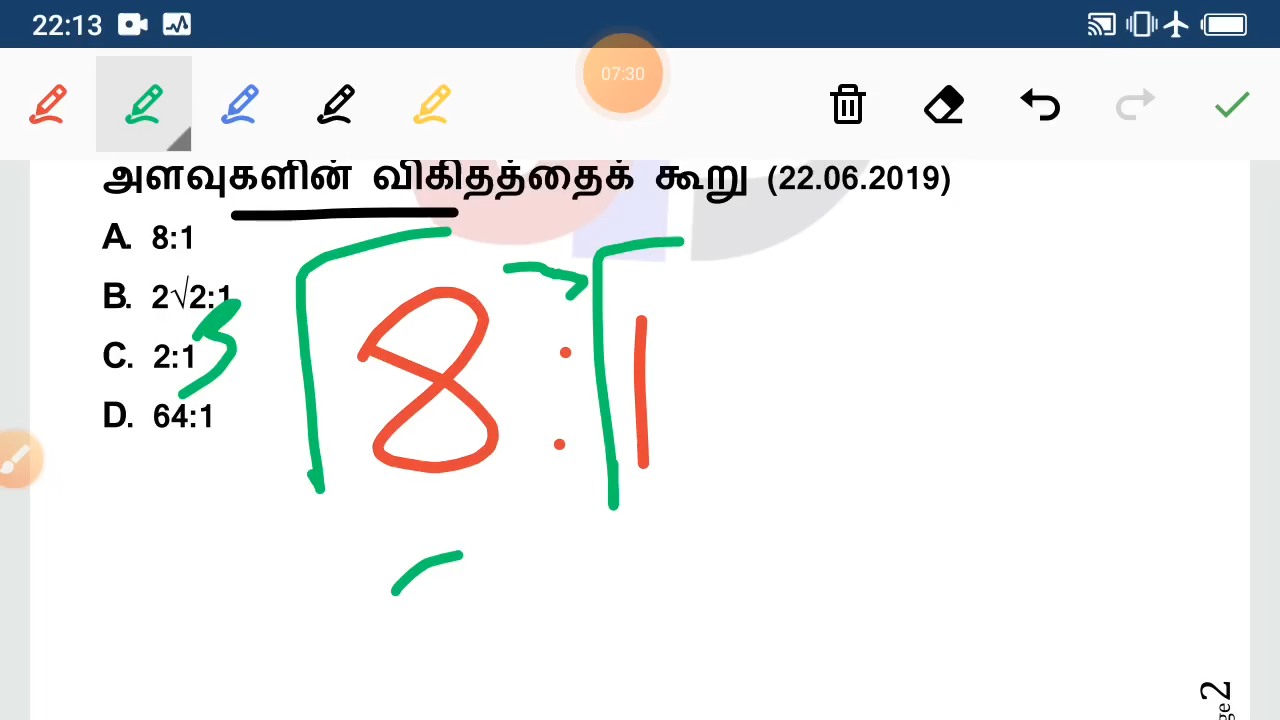 22:13
07:30
அளவுகளின் விகிதத்தைக் கூறு (22.06.2019)
A. 8:1
B. 2√2:1
C. 2:1
D. 64:1
8 : 1
2